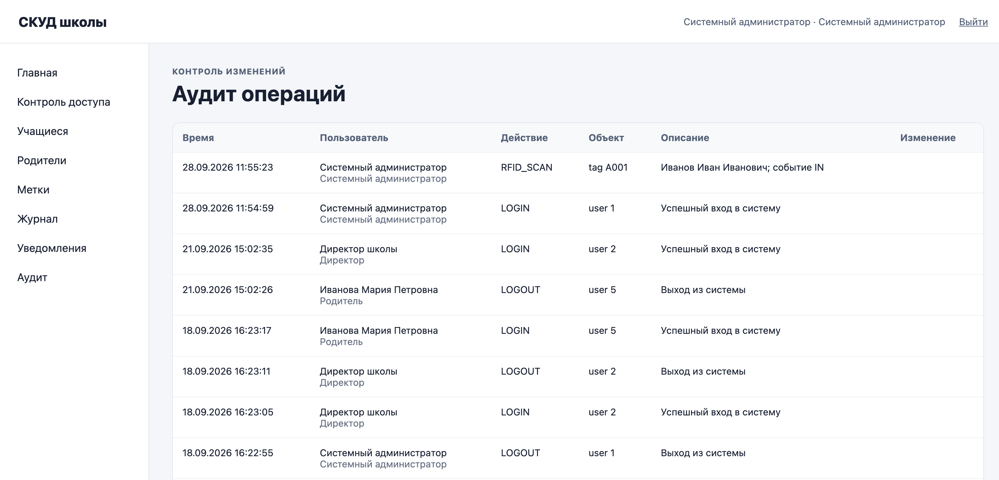 СКУД школы
Системный администратор · Системный администратор Выйти
Главная
Контроль доступа
Учащиеся
Родители
Метки
Журнал
Уведомления
Аудит
КОНТРОЛЬ ИЗМЕНЕНИЙ
Аудит операций
Время Пользователь Действие Объект Описание Изменение
28.09.2026 11:55:23 Системный администратор RFID_SCAN tag A001 Иванов Иван Иванович; событие IN
Системный администратор
28.09.2026 11:54:59 Системный администратор LOGIN user 1 Успешный вход в систему
Системный администратор
21.09.2026 15:02:35 Директор школы LOGIN user 2 Успешный вход в систему
Директор
21.09.2026 15:02:26 Иванова Мария Петровна LOGOUT user 5 Выход из системы
Родитель
18.09.2026 16:23:17 Иванова Мария Петровна LOGIN user 5 Успешный вход в систему
Родитель
18.09.2026 16:23:11 Директор школы LOGOUT user 2 Выход из системы
Директор
18.09.2026 16:23:05 Директор школы LOGIN user 2 Успешный вход в систему
Директор
18.09.2026 16:22:55 Системный администратор LOGOUT user 1 Выход из системы
Системный администратор